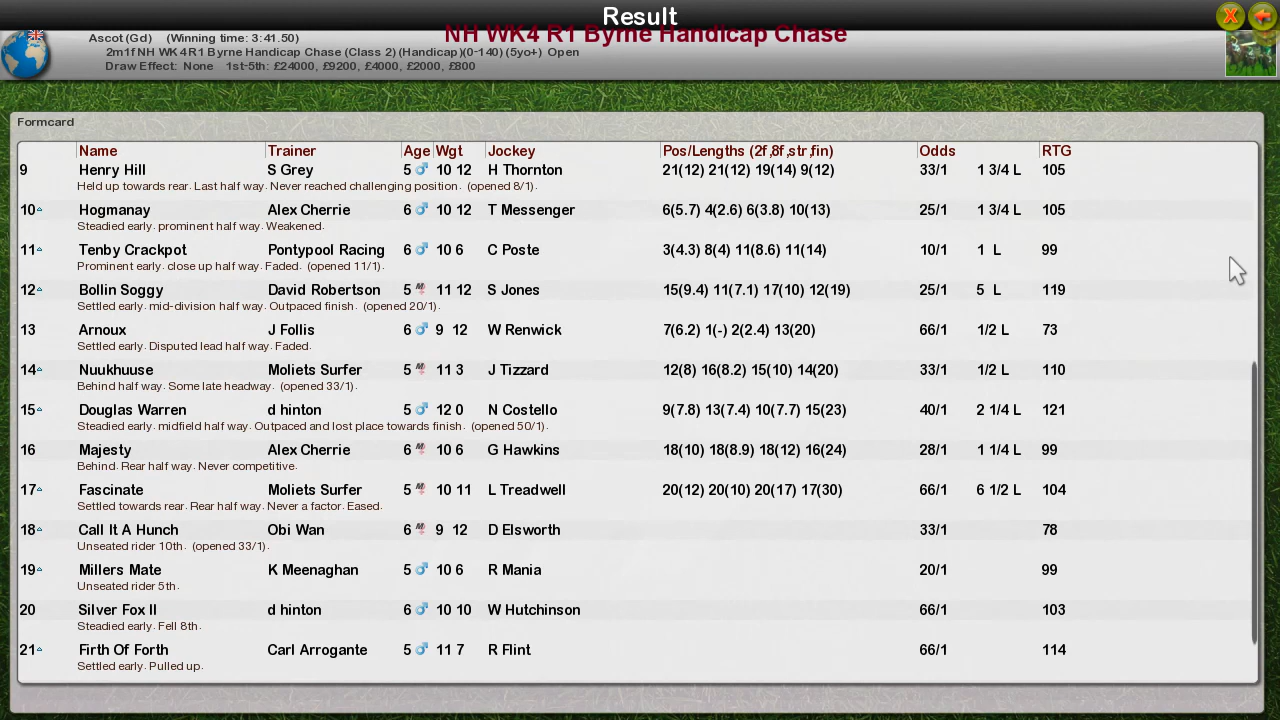 Result
NH WK4 R1 Byrne Handicap Chase
Ascot (Gd) (Winning time: 3:41.50)
2m1f NH WK4 R1 Byrne Handicap Chase (Class 2) (Handicap)(0-140) (5yo+) Open
Draw Effect: None 1st-5th: £24000, £9200, £4000, £2000, £800
Formcard
Name Trainer Age Wgt Jockey Pos/Lengths (2f,8f,str,fin) Odds RTG
9 Henry Hill S Grey 5 10 12 H Thornton 21(12) 21(12) 19(14) 9(12) 33/1 1 3/4 L 105
Held up towards rear. Last half way. Never reached challenging position. (opened 8/1).
10 Hogmanay Alex Cherrie 6 10 12 T Messenger 6(5.7) 4(2.6) 6(3.8) 10(13) 25/1 1 3/4 L 105
Steadied early. prominent half way. Weakened.
11 Tenby Crackpot Pontypool Racing 6 10 6 C Poste 3(4.3) 8(4) 11(8.6) 11(14) 10/1 1 L 99
Prominent early. close up half way. Faded. (opened 11/1).
12 Bollin Soggy David Robertson 5 11 12 S Jones 15(9.4) 11(7.1) 17(10) 12(19) 25/1 5 L 119
Settled early. mid-division half way. Outpaced finish. (opened 20/1).
13 Arnoux J Follis 6 9 12 W Renwick 7(6.2) 1(-) 2(2.4) 13(20) 66/1 1/2 L 73
Settled early. Disputed lead half way. Faded.
14 Nuukhuuse Moliets Surfer 5 11 3 J Tizzard 12(8) 16(8.2) 15(10) 14(20) 33/1 1/2 L 110
Behind half way. Some late headway. (opened 33/1).
15 Douglas Warren d hinton 5 12 0 N Costello 9(7.8) 13(7.4) 10(7.7) 15(23) 40/1 2 1/4 L 121
Steadied early. midfield half way. Outpaced and lost place towards finish. (opened 50/1).
16 Majesty Alex Cherrie 6 10 6 G Hawkins 18(10) 18(8.9) 18(12) 16(24) 28/1 1 1/4 L 99
Behind. Rear half way. Never competitive.
17 Fascinate Moliets Surfer 5 10 11 L Treadwell 20(12) 20(10) 20(17) 17(30) 66/1 6 1/2 L 104
Settled towards rear. Rear half way. Never a factor. Eased.
18 Call It A Hunch Obi Wan 6 9 12 D Elsworth 33/1 78
Unseated rider 10th. (opened 33/1).
19 Millers Mate K Meenaghan 5 10 6 R Mania 20/1 99
Unseated rider 5th.
20 Silver Fox II d hinton 6 10 10 W Hutchinson 66/1 103
Steadied early. Fell 8th.
21 Firth Of Forth Carl Arrogante 5 11 7 R Flint 66/1 114
Settled early. Pulled up.